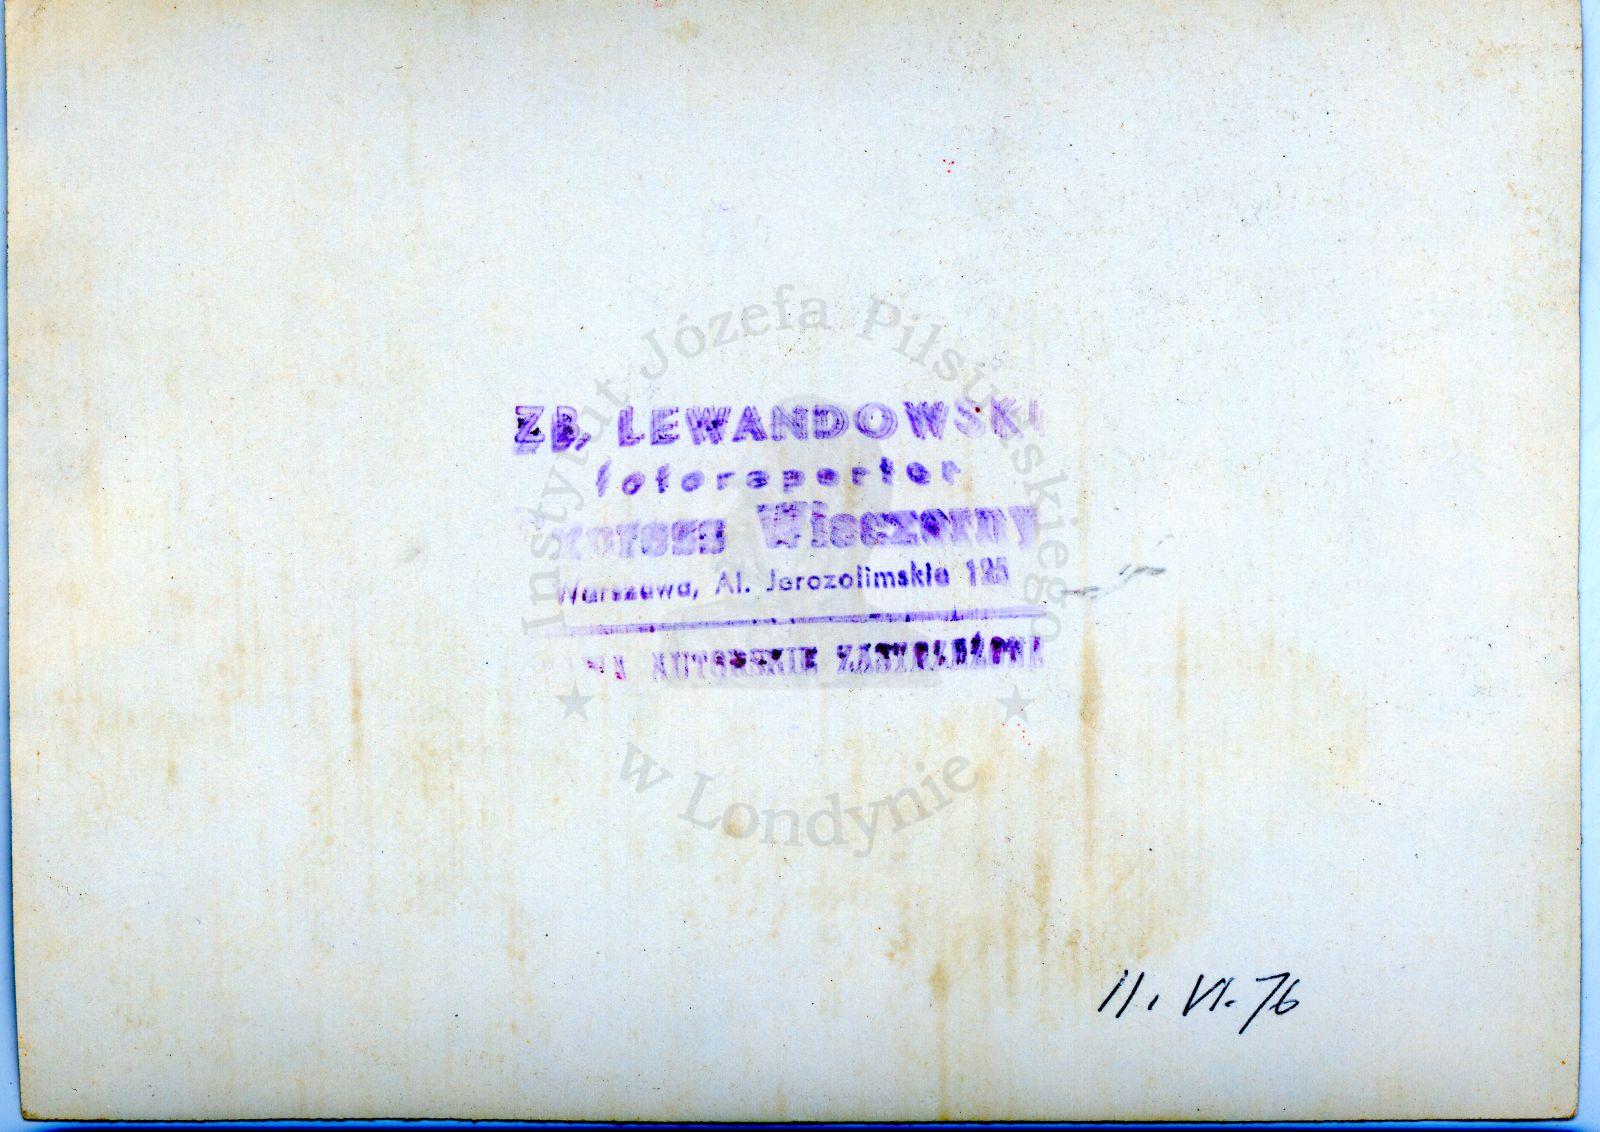 Instytut Józefa Piłsudskiego
ZB. LEWANDOWSKI
fotoreporter
Wieczorny
Warszawa, Al. Jerozolimskie 125
AUTORSKIE ZASTRZEŻONE
w Londynie
11. VI. 76